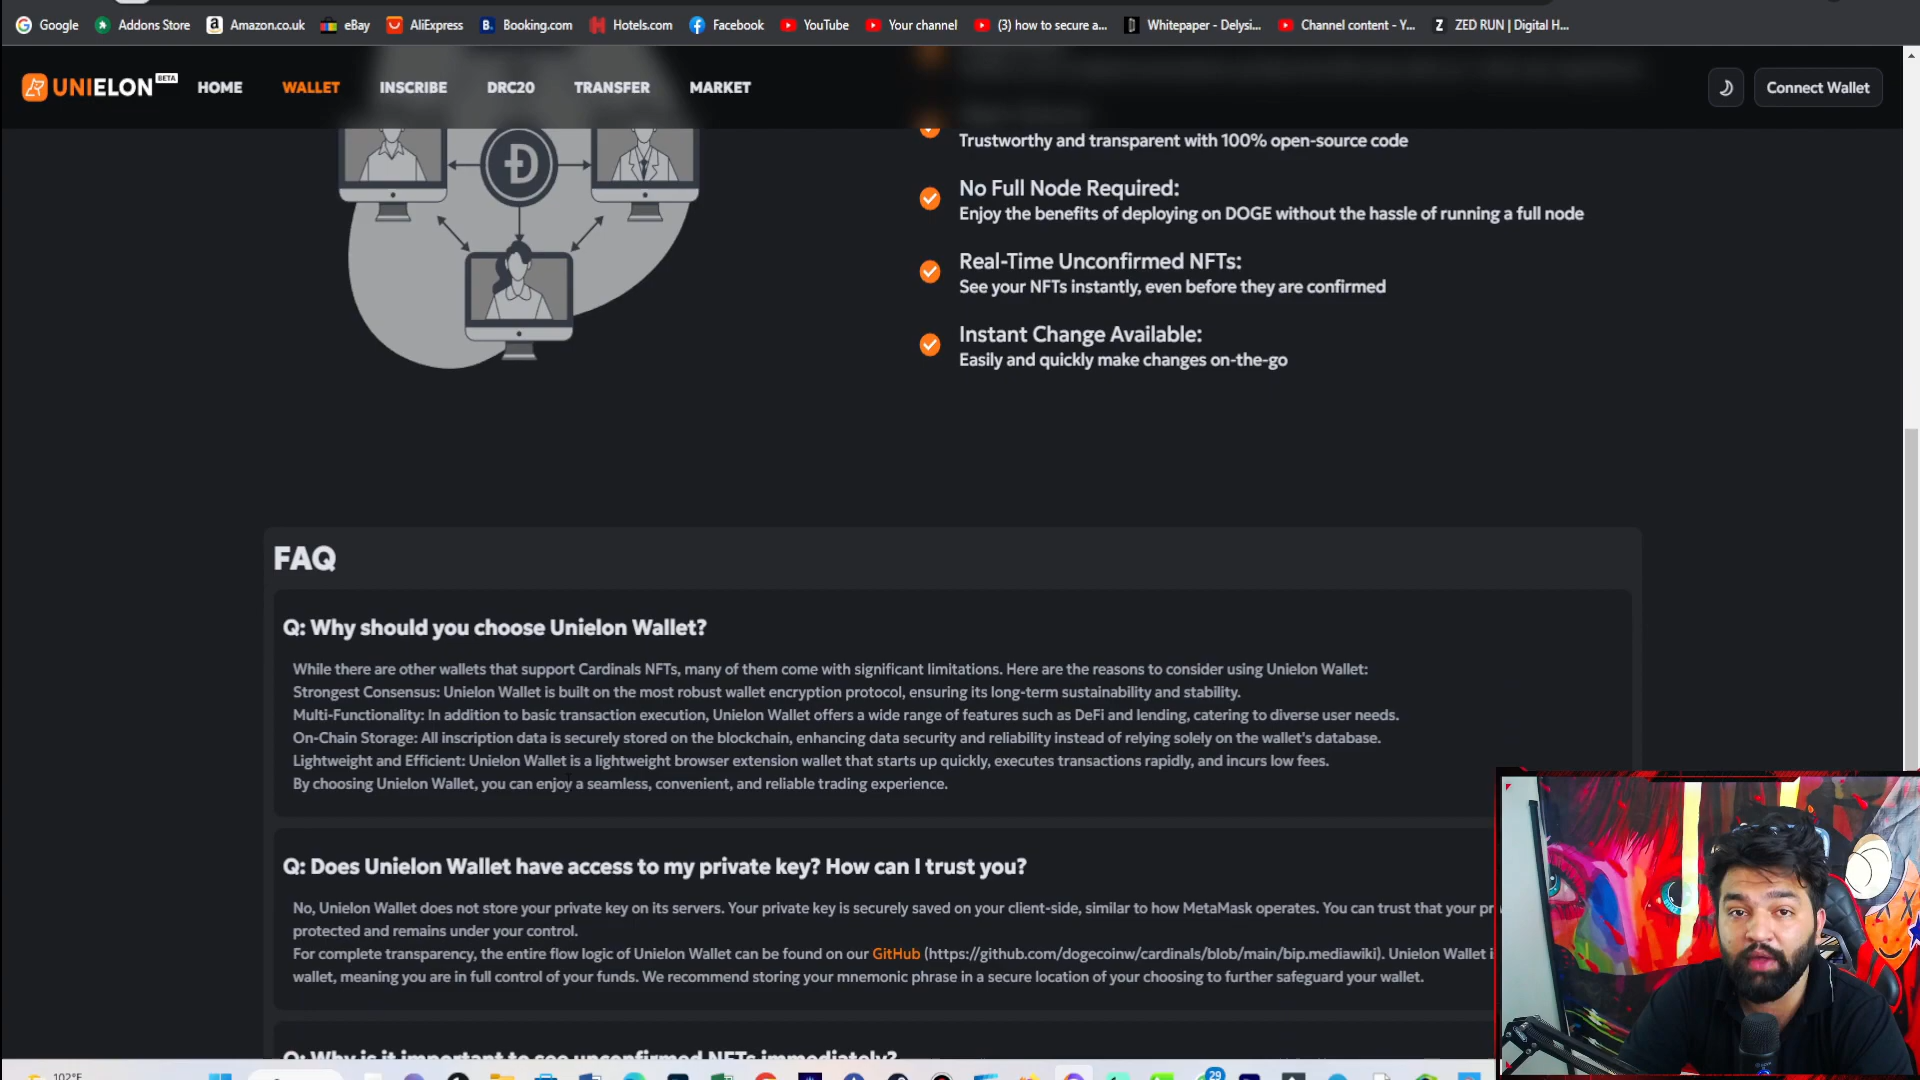 Google Addons Store Amazon.co.uk eBay AliExpress Booking.com Hotels.com Facebook YouTube Your channel (3) how to secure a... Whitepaper - Delysi... Channel content - Y... ZED RUN | Digital H...
UNIELON BETA HOME WALLET INSCRIBE DRC20 TRANSFER MARKET Connect Wallet
Trustworthy and transparent with 100% open-source code
No Full Node Required:
Enjoy the benefits of deploying on DOGE without the hassle of running a full node
Real-Time Unconfirmed NFTs:
See your NFTs instantly, even before they are confirmed
Instant Change Available:
Easily and quickly make changes on-the-go
FAQ
Q: Why should you choose Unielon Wallet?
While there are other wallets that support Cardinals NFTs, many of them come with significant limitations. Here are the reasons to consider using Unielon Wallet:
Strongest Consensus: Unielon Wallet is built on the most robust wallet encryption protocol, ensuring its long-term sustainability and stability.
Multi-Functionality: In addition to basic transaction execution, Unielon Wallet offers a wide range of features such as DeFi and lending, catering to diverse user needs.
On-Chain Storage: All inscription data is securely stored on the blockchain, enhancing data security and reliability instead of relying solely on the wallet's database.
Lightweight and Efficient: Unielon Wallet is a lightweight browser extension wallet that starts up quickly, executes transactions rapidly, and incurs low fees.
By choosing Unielon Wallet, you can enjoy a seamless, convenient, and reliable trading experience.
Q: Does Unielon Wallet have access to my private key? How can I trust you?
No, Unielon Wallet does not store your private key on its servers. Your private key is securely saved on your client-side, similar to how MetaMask operates. You can trust that your
protected and remains under your control.
For complete transparency, the entire flow logic of Unielon Wallet can be found on our GitHub (https://github.com/dogecoinw/cardinals/blob/main/bip.mediawiki). Unielon Wallet
wallet, meaning you are in full control of your funds. We recommend storing your mnemonic phrase in a secure location of your choosing to further safeguard your wallet.
Q: Why is it important to see unconfirmed NFTs immediately?
102°F
29